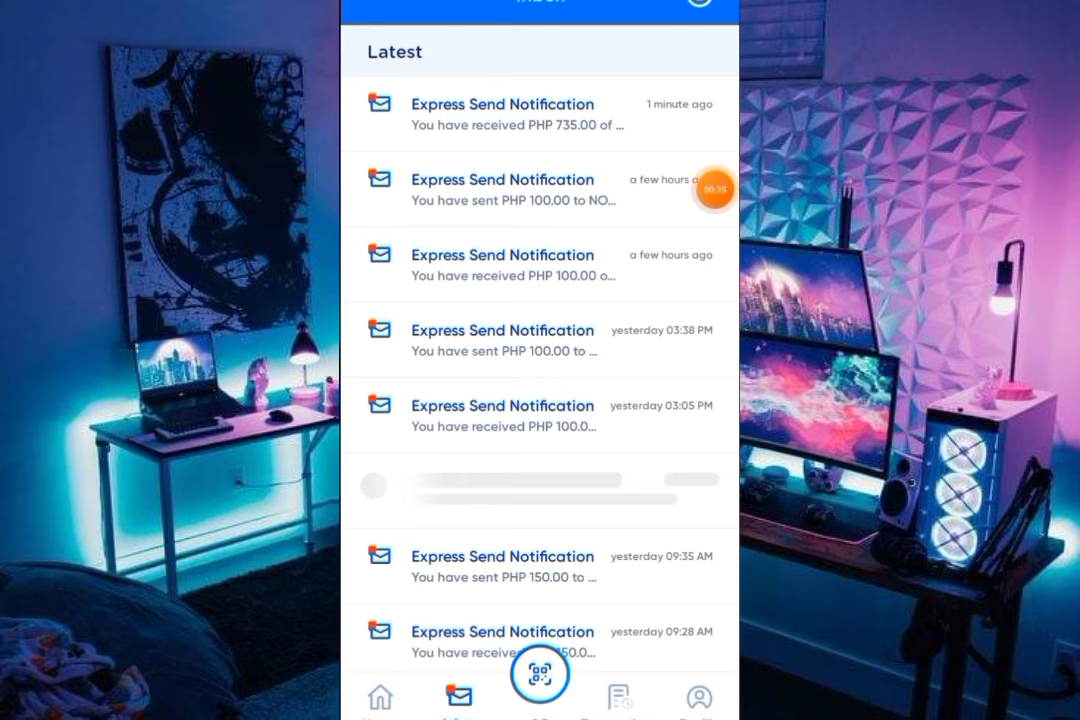 Inbox
Latest
Express Send Notification
1 minute ago
You have received PHP 735.00 of ...
Express Send Notification
a few hours a
You have sent PHP 100.00 to NO...
00:35
Express Send Notification
a few hours ago
You have received PHP 100.00 o...
Express Send Notification
yesterday 03:38 PM
You have sent PHP 100.00 to ...
Express Send Notification
yesterday 03:05 PM
You have received PHP 100.0...
Express Send Notification
yesterday 09:35 AM
You have sent PHP 150.00 to ...
Express Send Notification
yesterday 09:28 AM
You have receive 50.0...